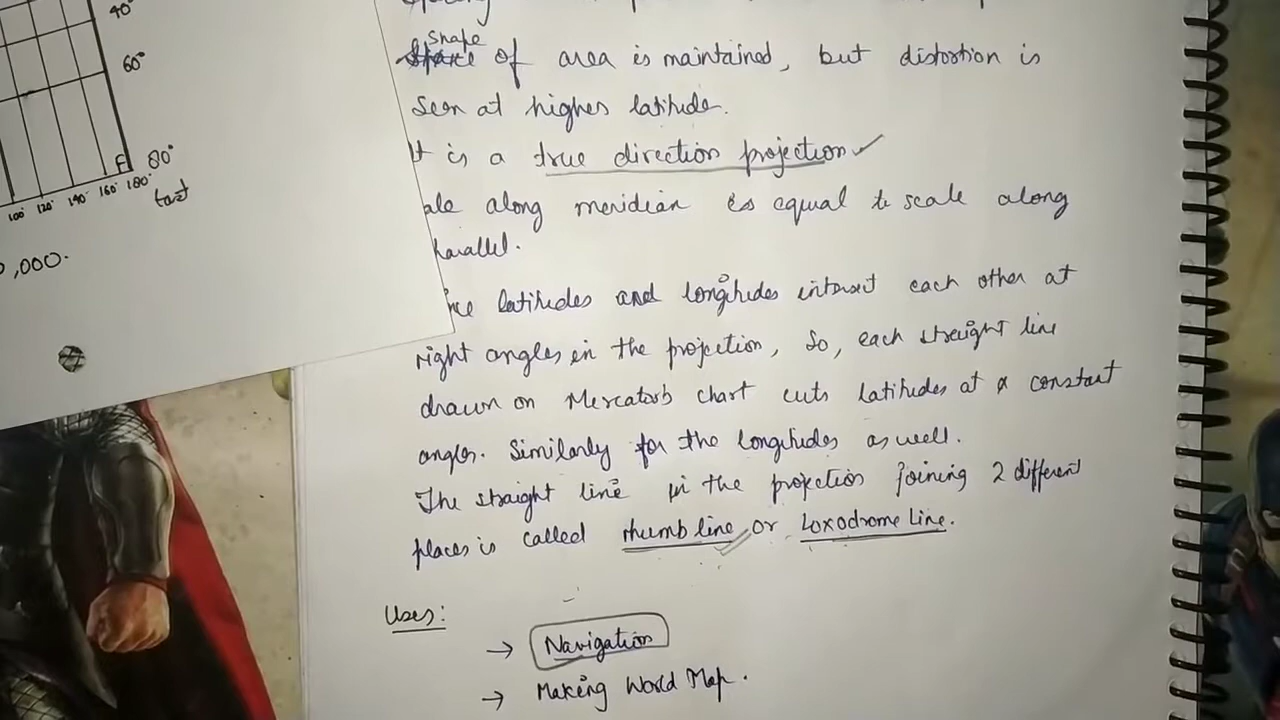 40°
60°
80°
100° 120° 140° 160° 180°
East
,000.
Shape
of area is maintained, but distortion is
seen at higher latitude.
It is a true direction projection
ale along meridian is equal to scale along
parallel.
nce latitudes and longitudes intersect each other at
right angles in the projection, So, each straight line
drawn on Mercator's chart cuts latitudes at a constant
angles. Similarly for the longitudes as well.
The straight line in the projection joining 2 different
places is called rhumb line or Loxodrome Line.
Uses:
→ Navigation
→ Making World Map.